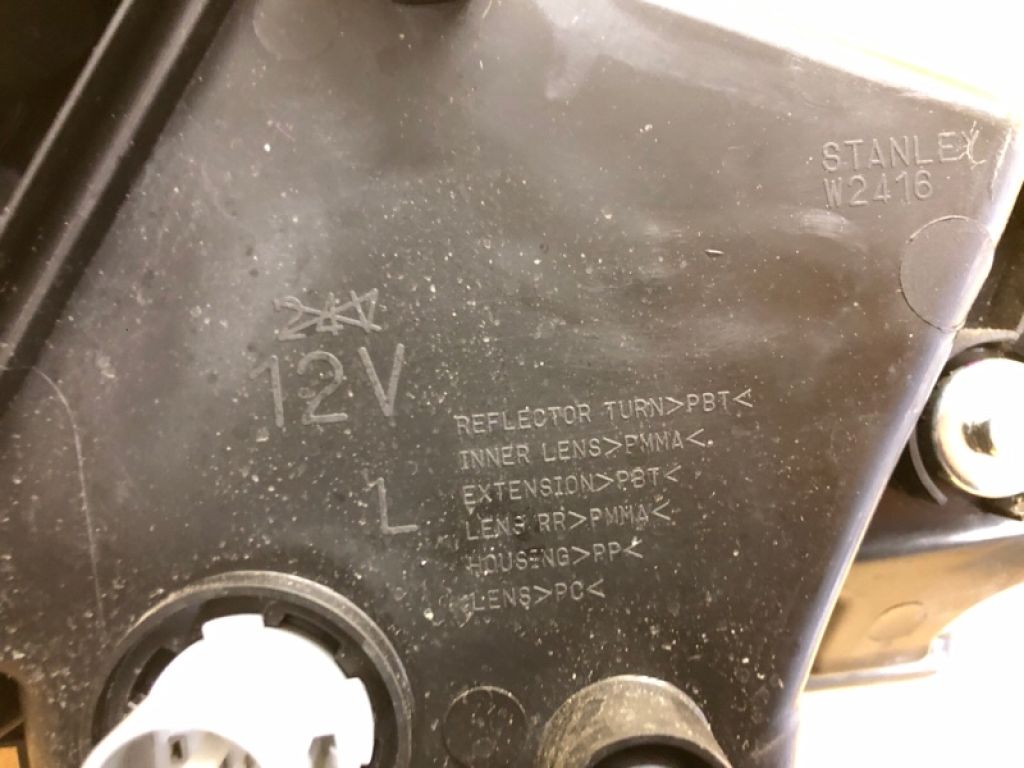 STANLEY
W2416
24V
12V
L
REFLECTOR TURN>PBT<
INNER LENS>PMMA<
EXTENSION>PBT<
LENS RR>PMMA<
HOUSING>PP<
LENS>PC<